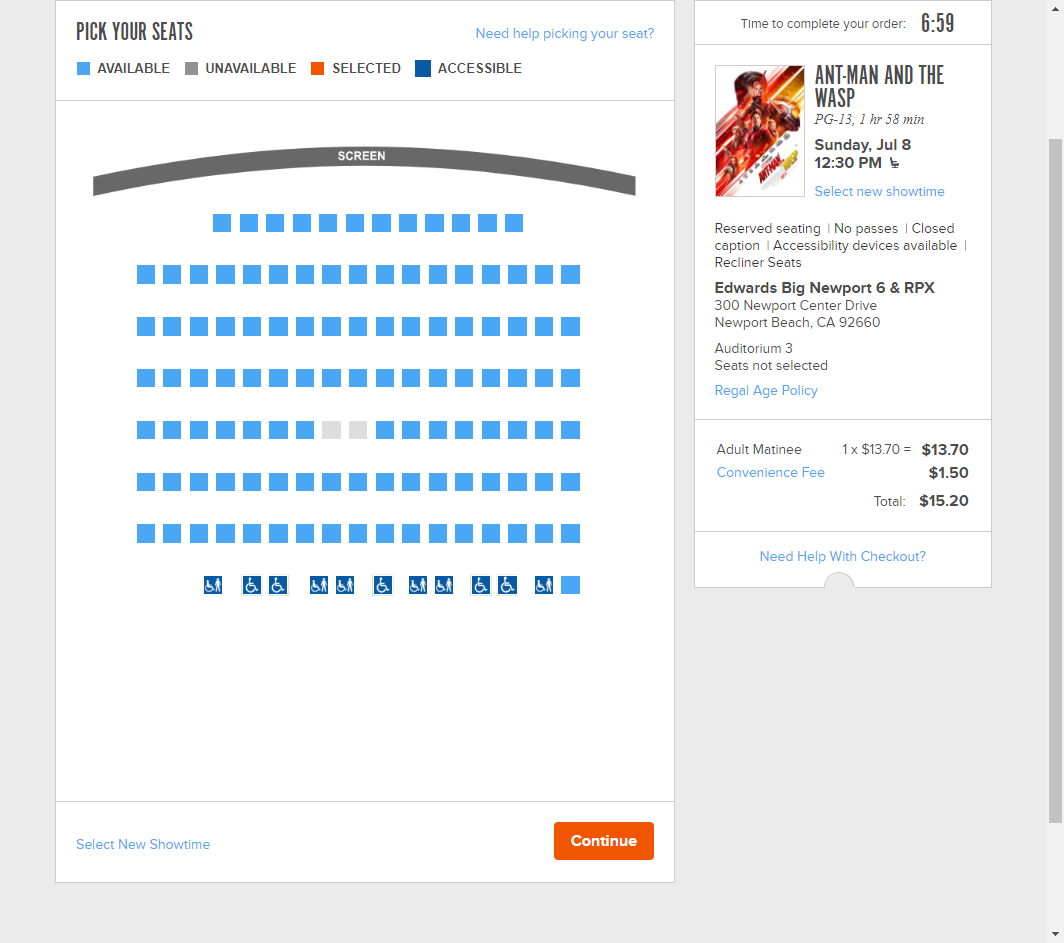 PICK YOUR SEATS
Need help picking your seat?
AVAILABLE UNAVAILABLE SELECTED ACCESSIBLE
SCREEN
Select New Showtime
Continue
Time to complete your order: 6:59
ANT-MAN AND THE
WASP
PG-13, 1 hr 58 min
Sunday, Jul 8
12:30 PM
Select new showtime
Reserved seating | No passes | Closed
caption | Accessibility devices available |
Recliner Seats
Edwards Big Newport 6 & RPX
300 Newport Center Drive
Newport Beach, CA 92660
Auditorium 3
Seats not selected
Regal Age Policy
Adult Matinee 1 x $13.70 = $13.70
Convenience Fee $1.50
Total: $15.20
Need Help With Checkout?